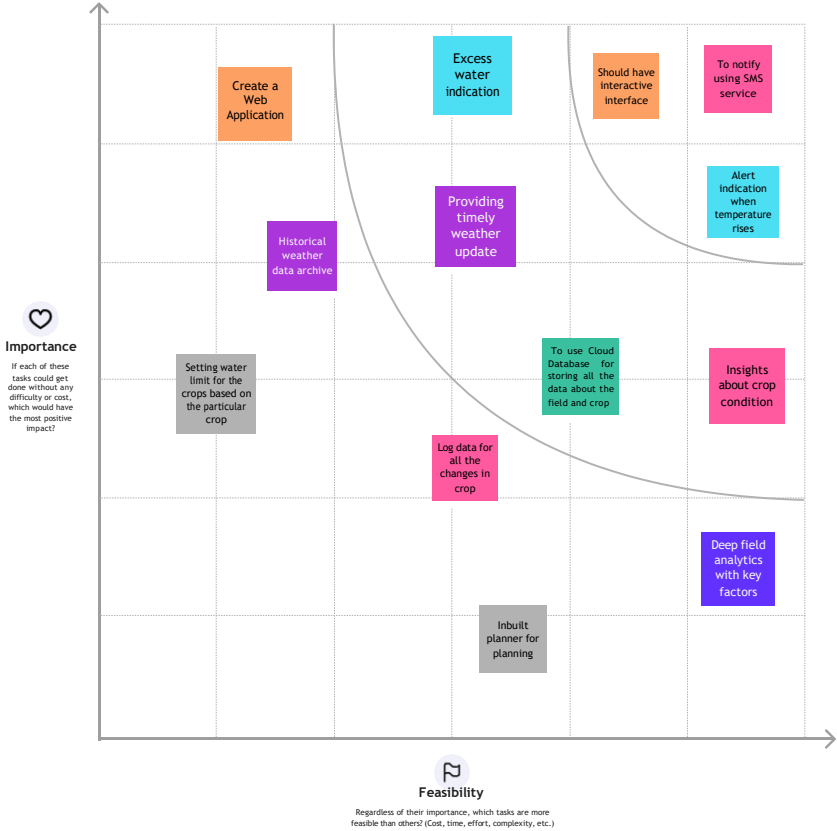 Create a
Web
Application
Excess
water
indication
Should have
interactive
interface
To notify
using SMS
service
Alert
indication
when
temperature
rises
Providing
timely
weather
update
Historical
weather
data archive
Importance
If each of these
tasks could get
done without any
difficulty or cost,
which would have
the most positive
impact?
Setting water
limit for the
crops based on
the particular
crop
To use Cloud
Database for
storing all the
data about the
field and crop
Insights
about crop
condition
Log data for
all the
changes in
crop
Deep field
analytics
with key
factors
Inbuilt
planner for
planning
Feasibility
Regardless of their importance, which tasks are more
feasible than others? (Cost, time, effort, complexity, etc.)